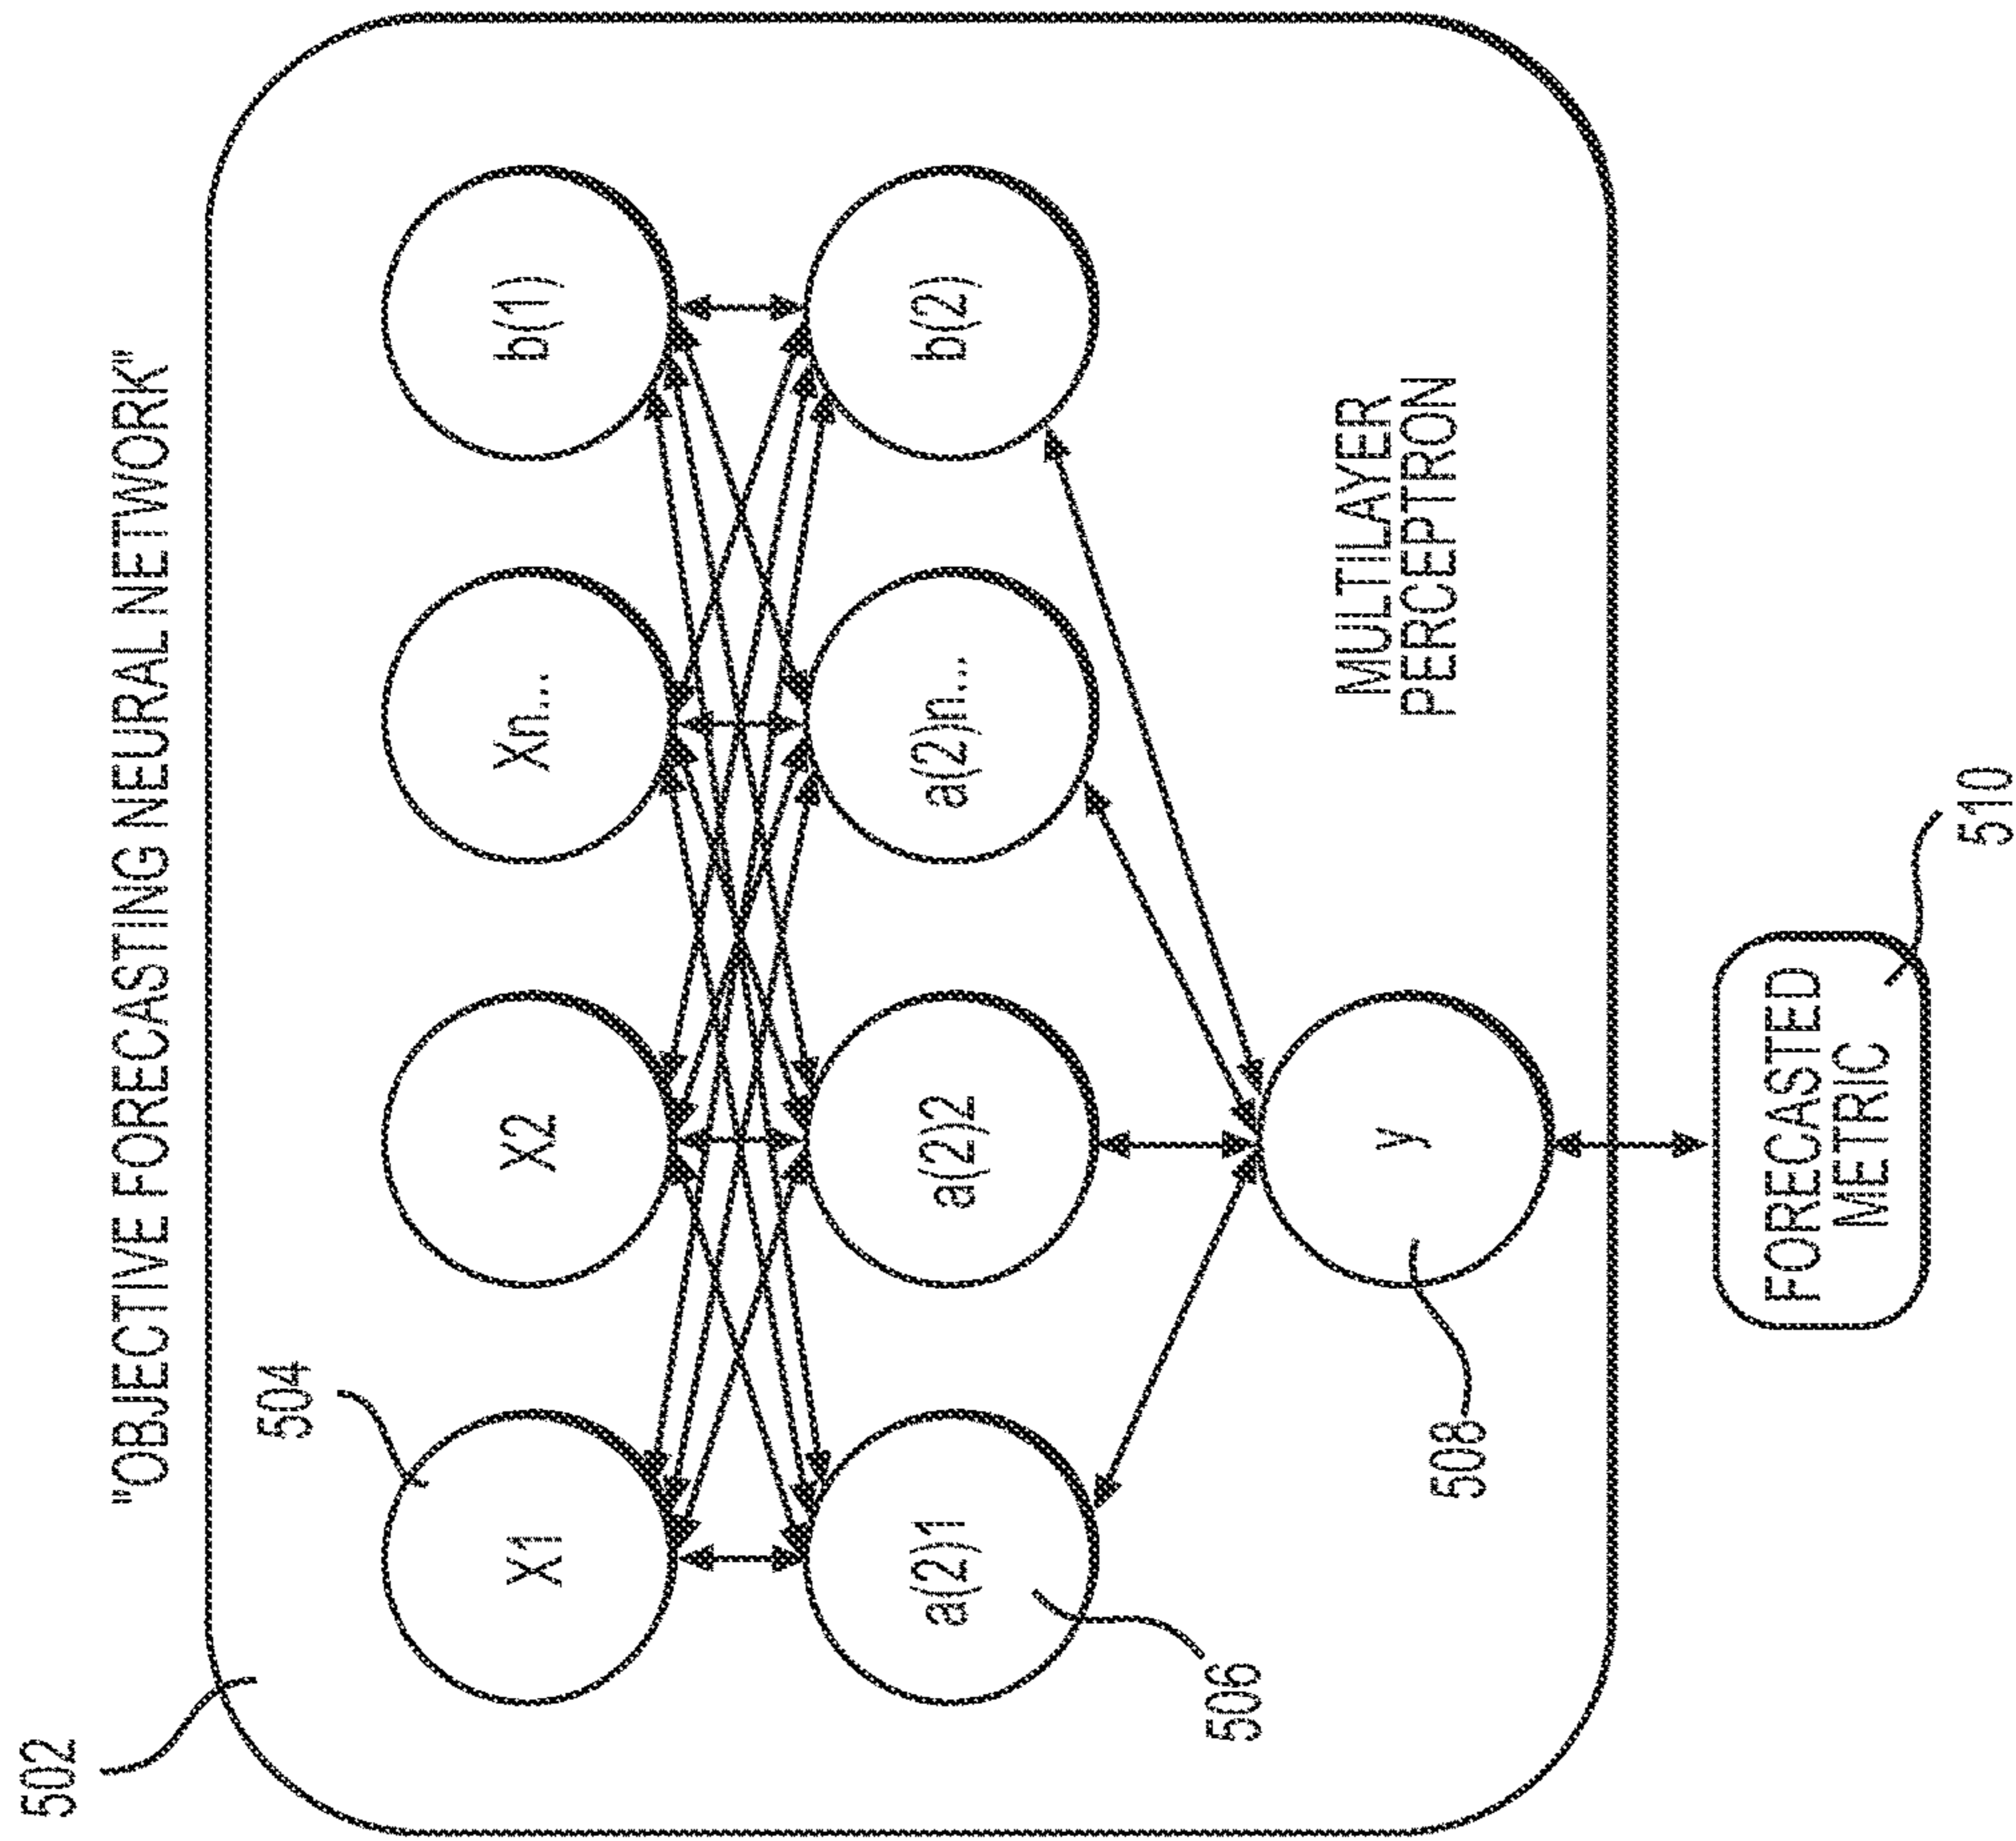 "OBJECTIVE FORECASTING NEURAL NETWORK"
502
504
X1
X2
Xn...
b(1)
a(2)1
a(2)2
a(2)n...
b(2)
506
y
508
MULTILAYER
PERCEPTRON
FORECASTED
METRIC
510